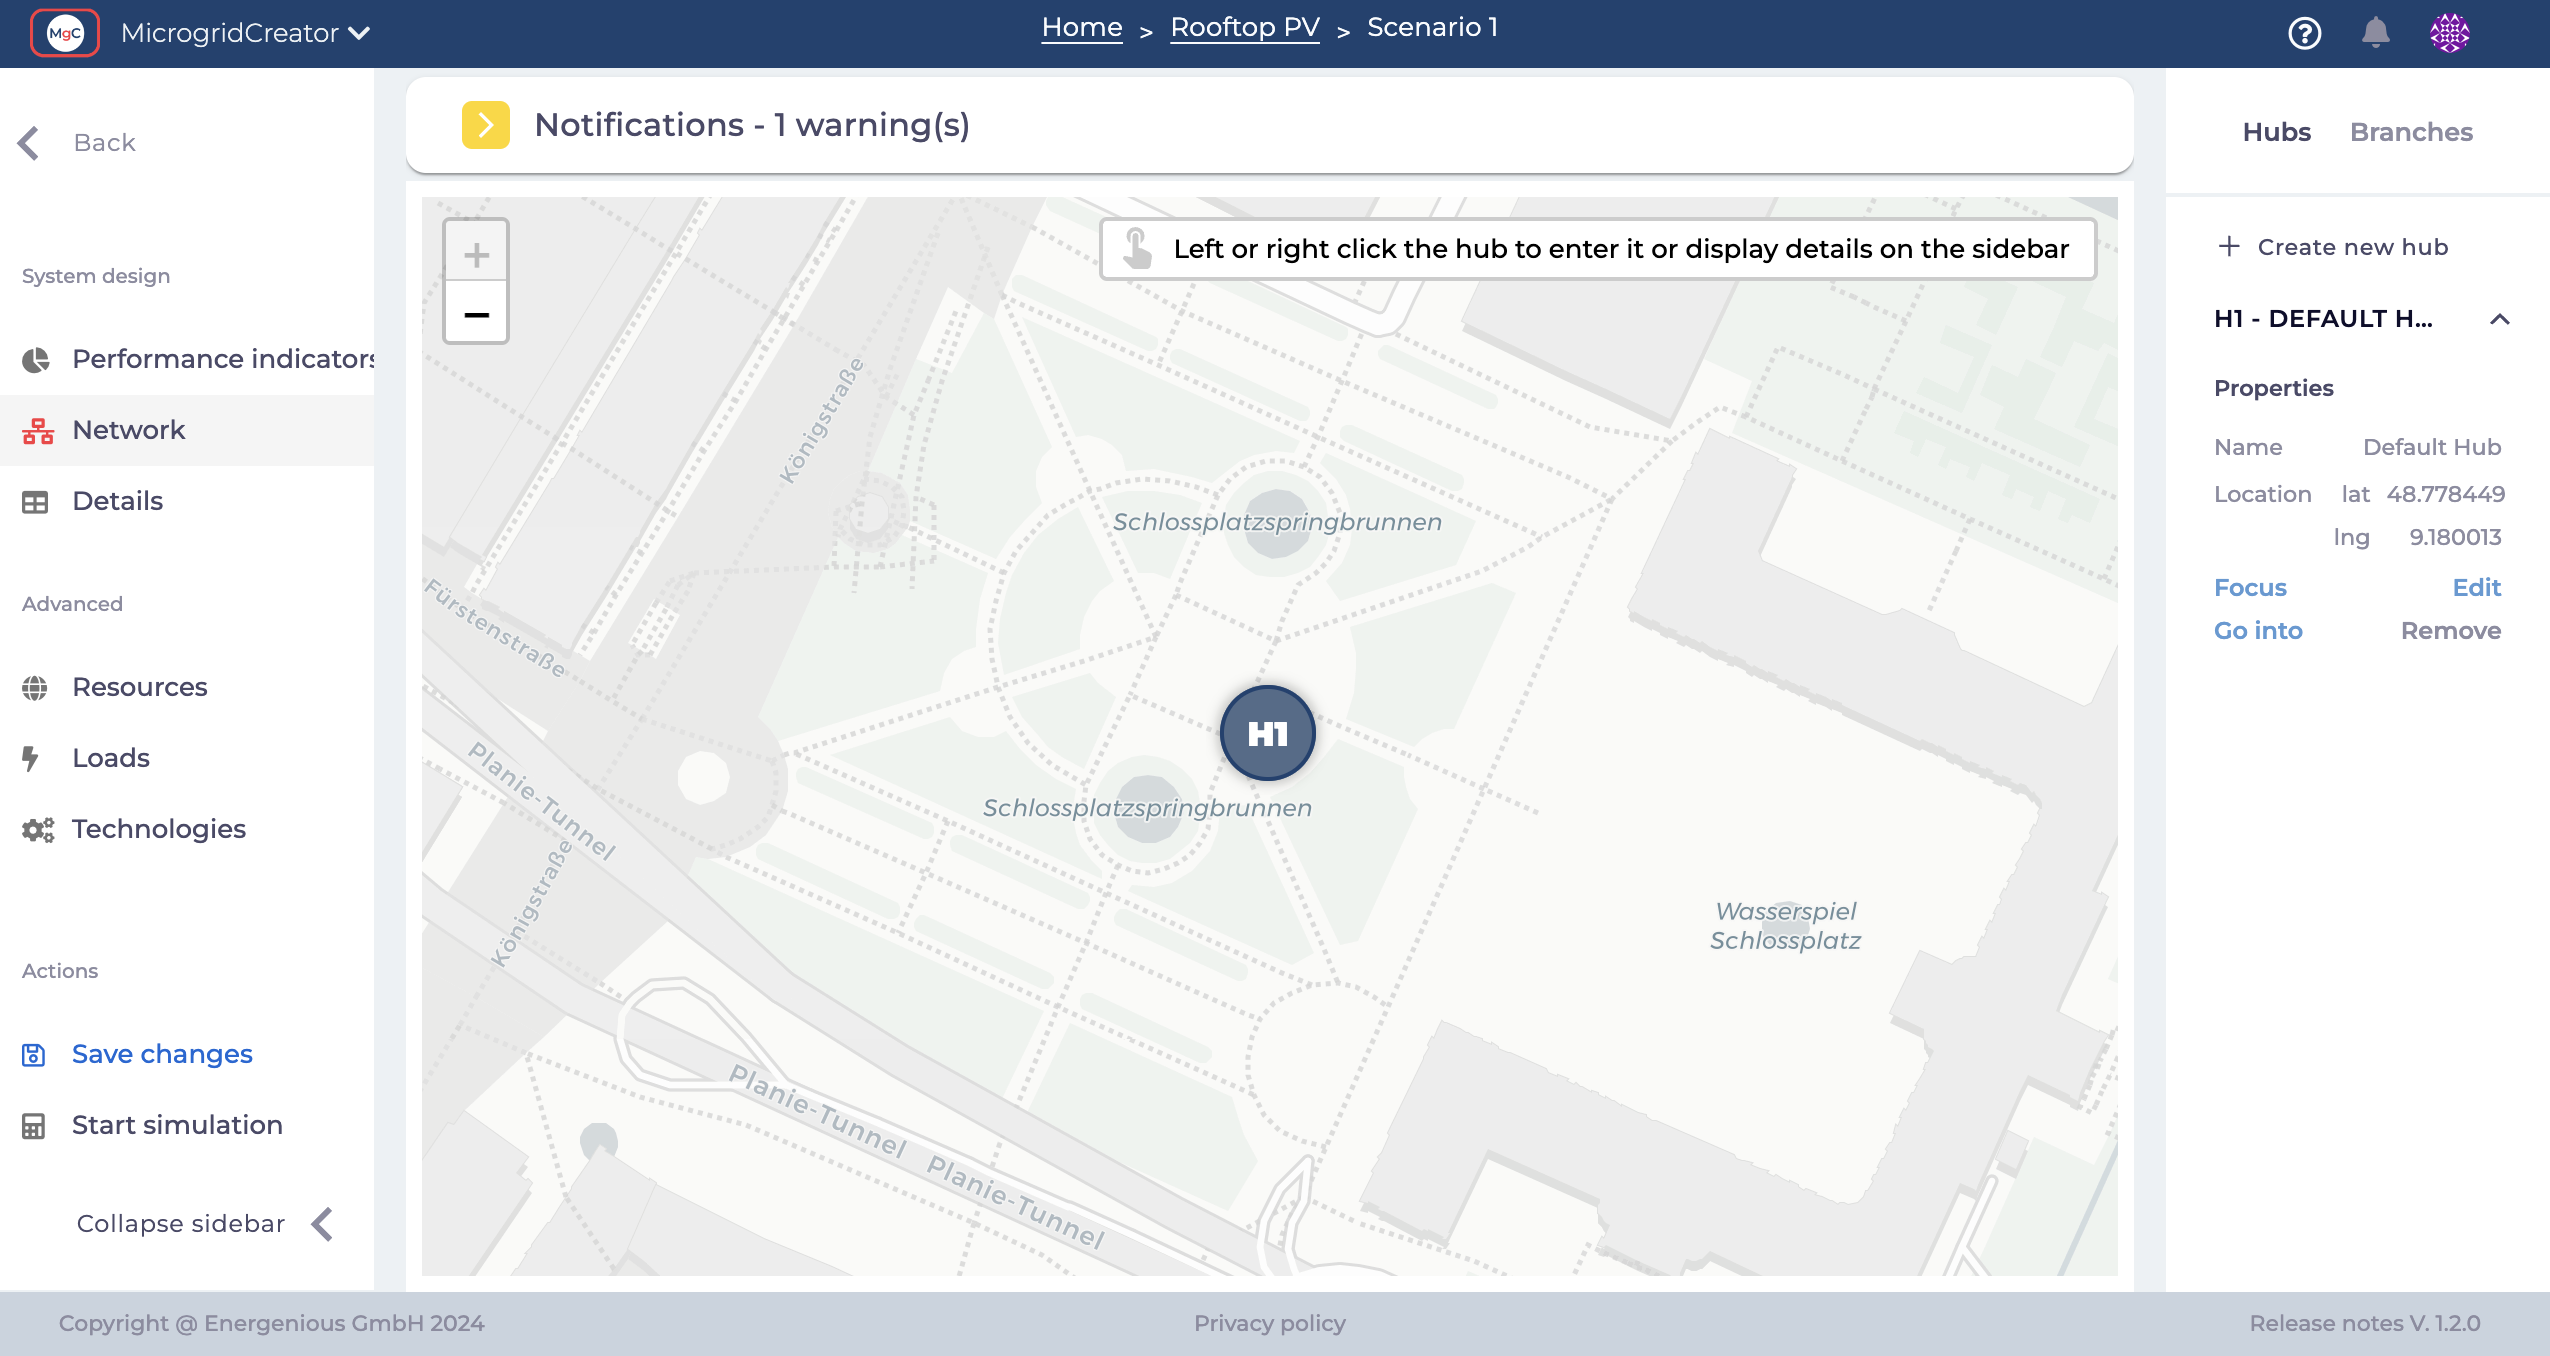 MgC
MicrogridCreator
Home > Rooftop PV > Scenario 1
Back
System design
Performance indicators
Network
Details
Advanced
Resources
Loads
Technologies
Actions
Save changes
Start simulation
Collapse sidebar
Notifications - 1 warning(s)
+
−
Left or right click the hub to enter it or display details on the sidebar
Königstraße
Schlossplatzspringbrunnen
Fürstenstraße
H1
Planie-Tunnel
Schlossplatzspringbrunnen
Königstraße
Wasserspiel
Schlossplatz
Planie-Tunnel
Planie-Tunnel
Hubs Branches
+ Create new hub
H1 - DEFAULT H...
Properties
Name Default Hub
Location lat 48.778449
lng 9.180013
Focus Edit
Go into Remove
Copyright @ Energenious GmbH 2024
Privacy policy
Release notes V. 1.2.0